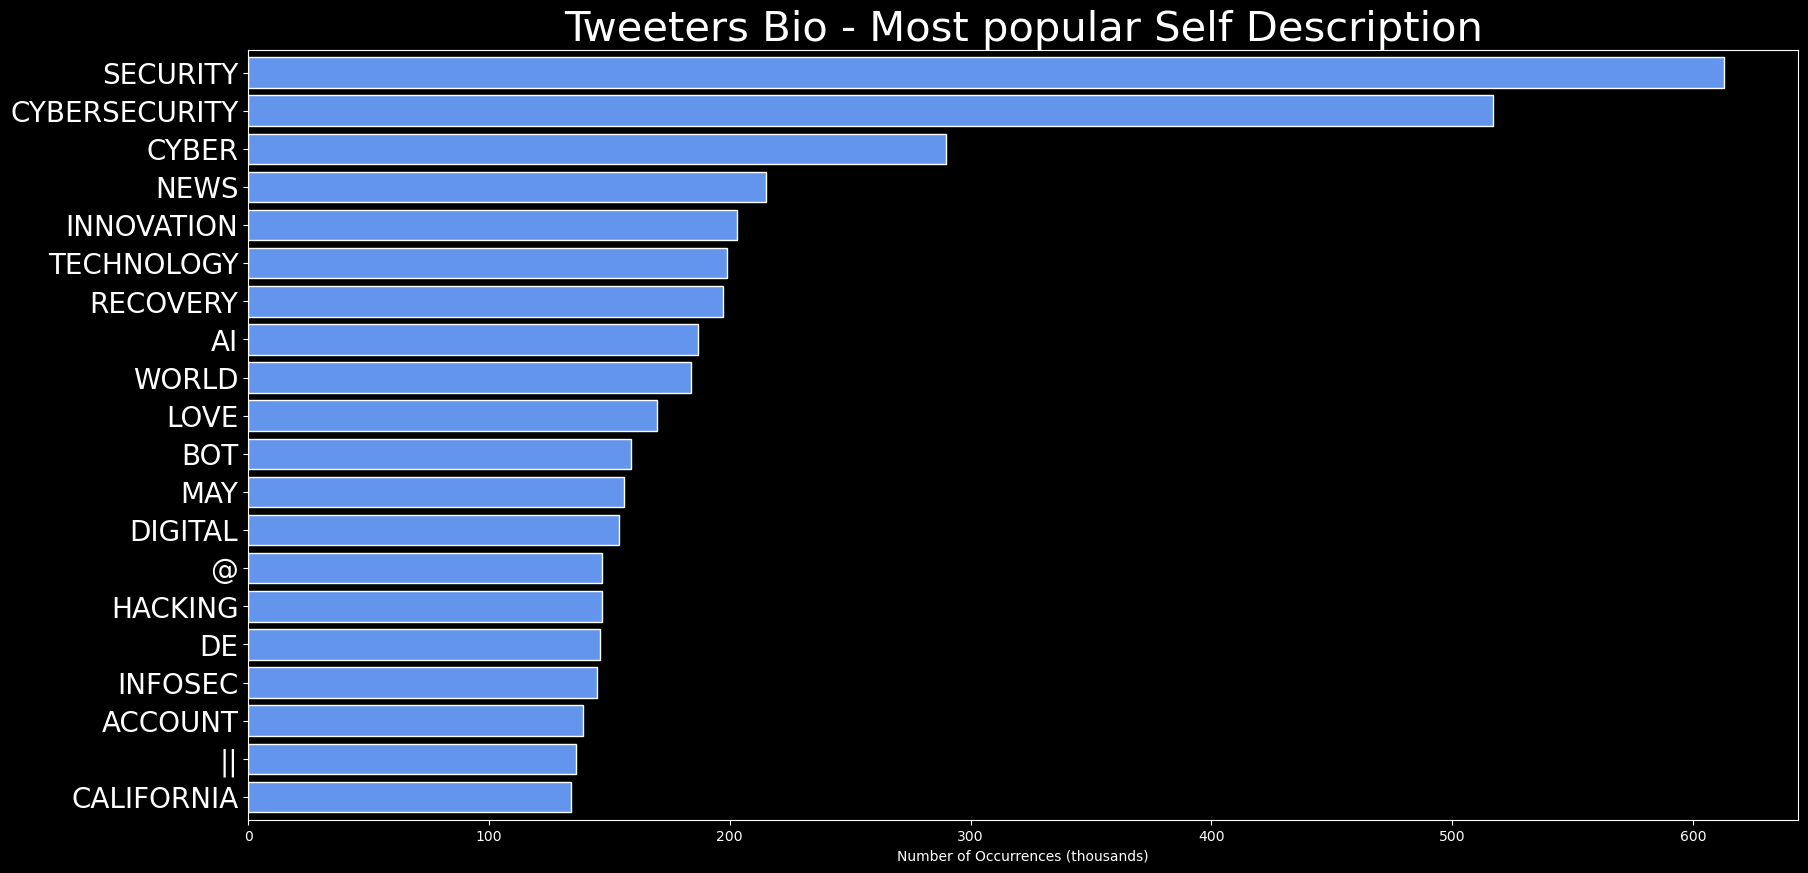 Tweeters Bio - Most popular Self Description
SECURITY
CYBERSECURITY
CYBER
NEWS
INNOVATION
TECHNOLOGY
RECOVERY
AI
WORLD
LOVE
BOT
MAY
DIGITAL
@
HACKING
DE
INFOSEC
ACCOUNT
||
CALIFORNIA
0 100 200 300 400 500 600
Number of Occurrences (thousands)